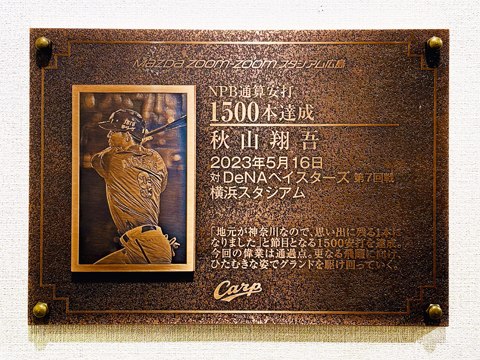 MAZDA Zoom-Zoom スタジアム広島
NPB通算安打
1500本達成
秋山翔吾
2023年5月16日
対DeNAベイスターズ 第7回戦
横浜スタジアム
「地元が神奈川なので、思い出に残る1本に
なりました」と節目となる1500安打を達成。
今回の偉業は通過点。更なる飛躍に向け、
ひたむきな姿でグランドを駆け回っていく。
Carp